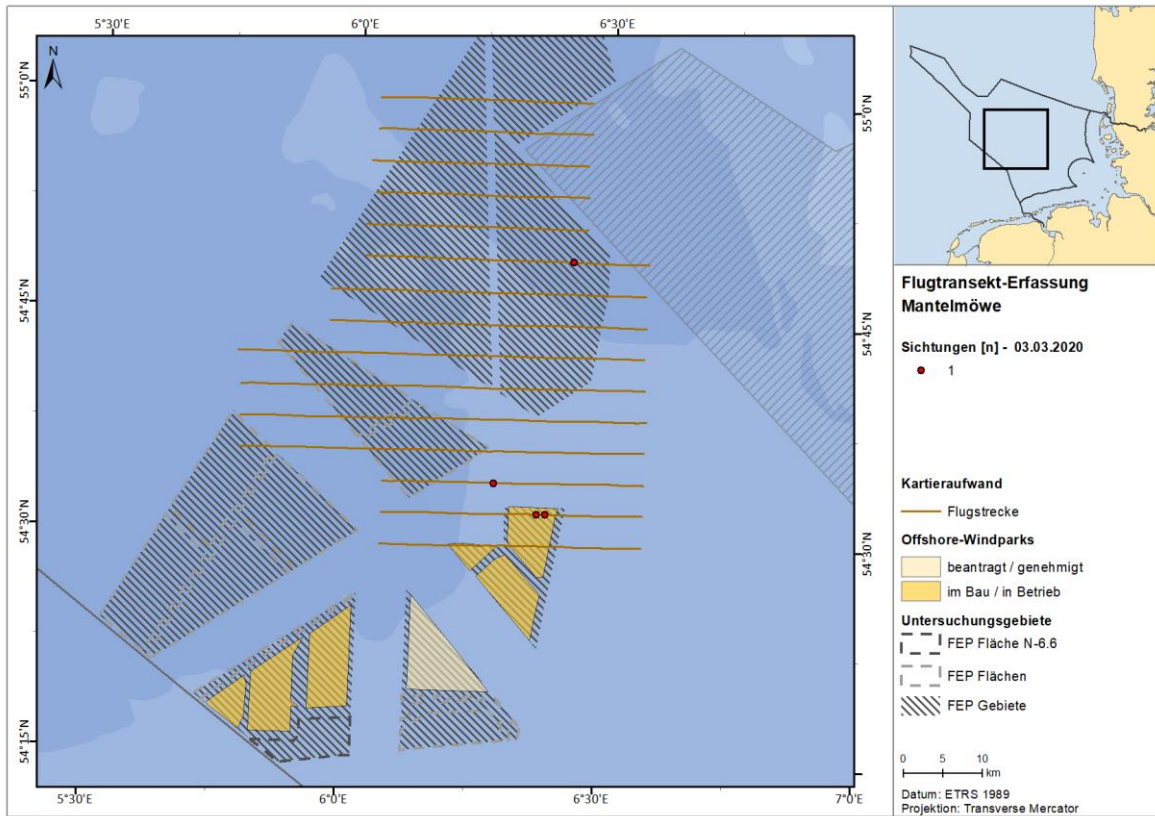 5°30'E
6°0'E
6°30'E
N
55°0'N
55°0'N
54°45'N
54°45'N
54°30'N
54°30'N
54°15'N
5°30'E
6°0'E
6°30'E
7°0'E
Flugtransekt-Erfassung
Mantelmöwe
Sichtungen [n] - 03.03.2020
1
Kartieraufwand
Flugstrecke
Offshore-Windparks
beantragt / genehmigt
im Bau / in Betrieb
Untersuchungsgebiete
FEP Fläche N-6.6
FEP Flächen
FEP Gebiete
0 5 10
km
Datum: ETRS 1989
Projektion: Transverse Mercator